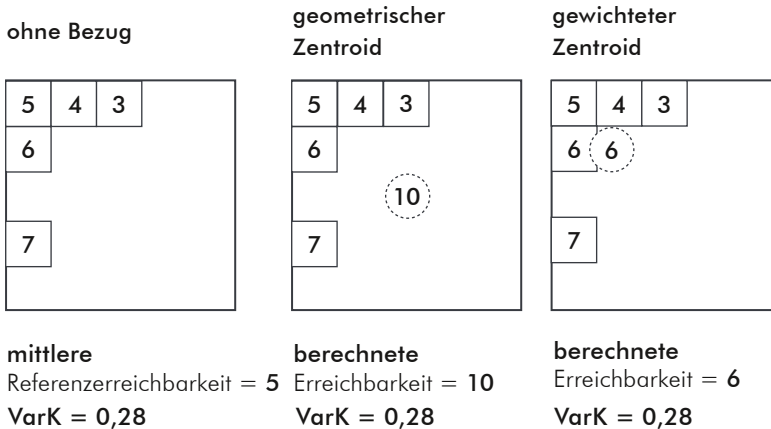 ohne Bezug
5 4 3
6
7
mittlere
Referenzerreichbarkeit = 5
VarK = 0,28
geometrischer
Zentroid
5 4 3
6
10
7
berechnete
Erreichbarkeit = 10
VarK = 0,28
gewichteter
Zentroid
5 4 3
6 6
7
berechnete
Erreichbarkeit = 6
VarK = 0,28